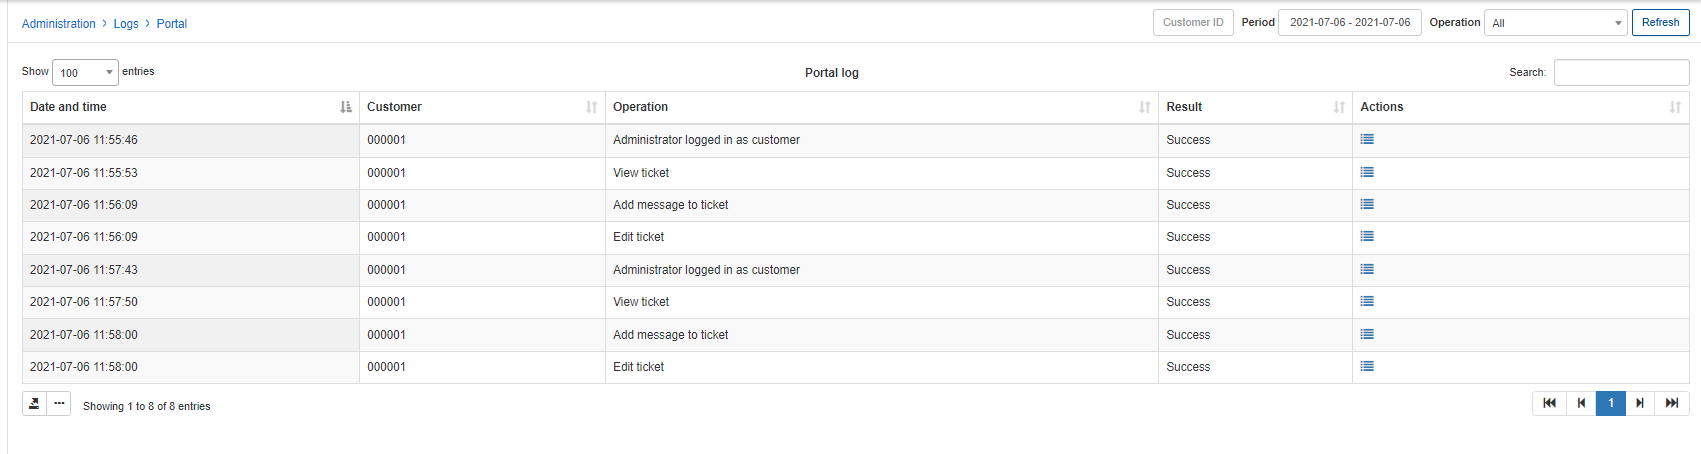 Administration > Logs > Portal Customer ID Period 2021-07-06 - 2021-07-06 Operation All Refresh
Show 100 entries Portal log Search:
Date and time Customer Operation Result Actions
2021-07-06 11:55:46 000001 Administrator logged in as customer Success
2021-07-06 11:55:53 000001 View ticket Success
2021-07-06 11:56:09 000001 Add message to ticket Success
2021-07-06 11:56:09 000001 Edit ticket Success
2021-07-06 11:57:43 000001 Administrator logged in as customer Success
2021-07-06 11:57:50 000001 View ticket Success
2021-07-06 11:58:00 000001 Add message to ticket Success
2021-07-06 11:58:00 000001 Edit ticket Success
Showing 1 to 8 of 8 entries 1